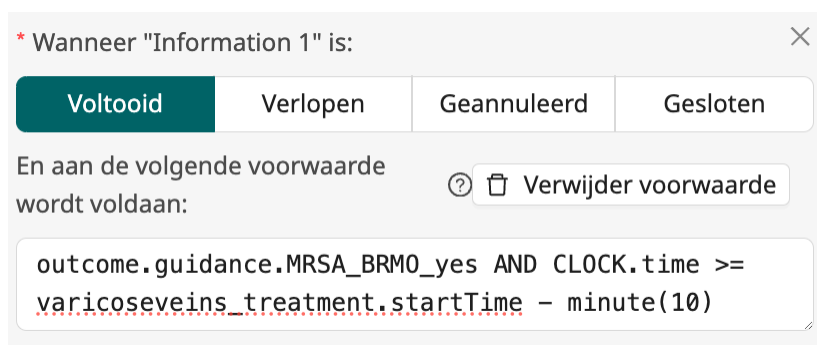 * Wanneer "Information 1" is:
Voltooid Verlopen Geannuleerd Gesloten
En aan de volgende voorwaarde
wordt voldaan:
? Verwijder voorwaarde
outcome.guidance.MRSA_BRMO_yes AND CLOCK.time >=
varicoseveins_treatment.startTime – minute(10)